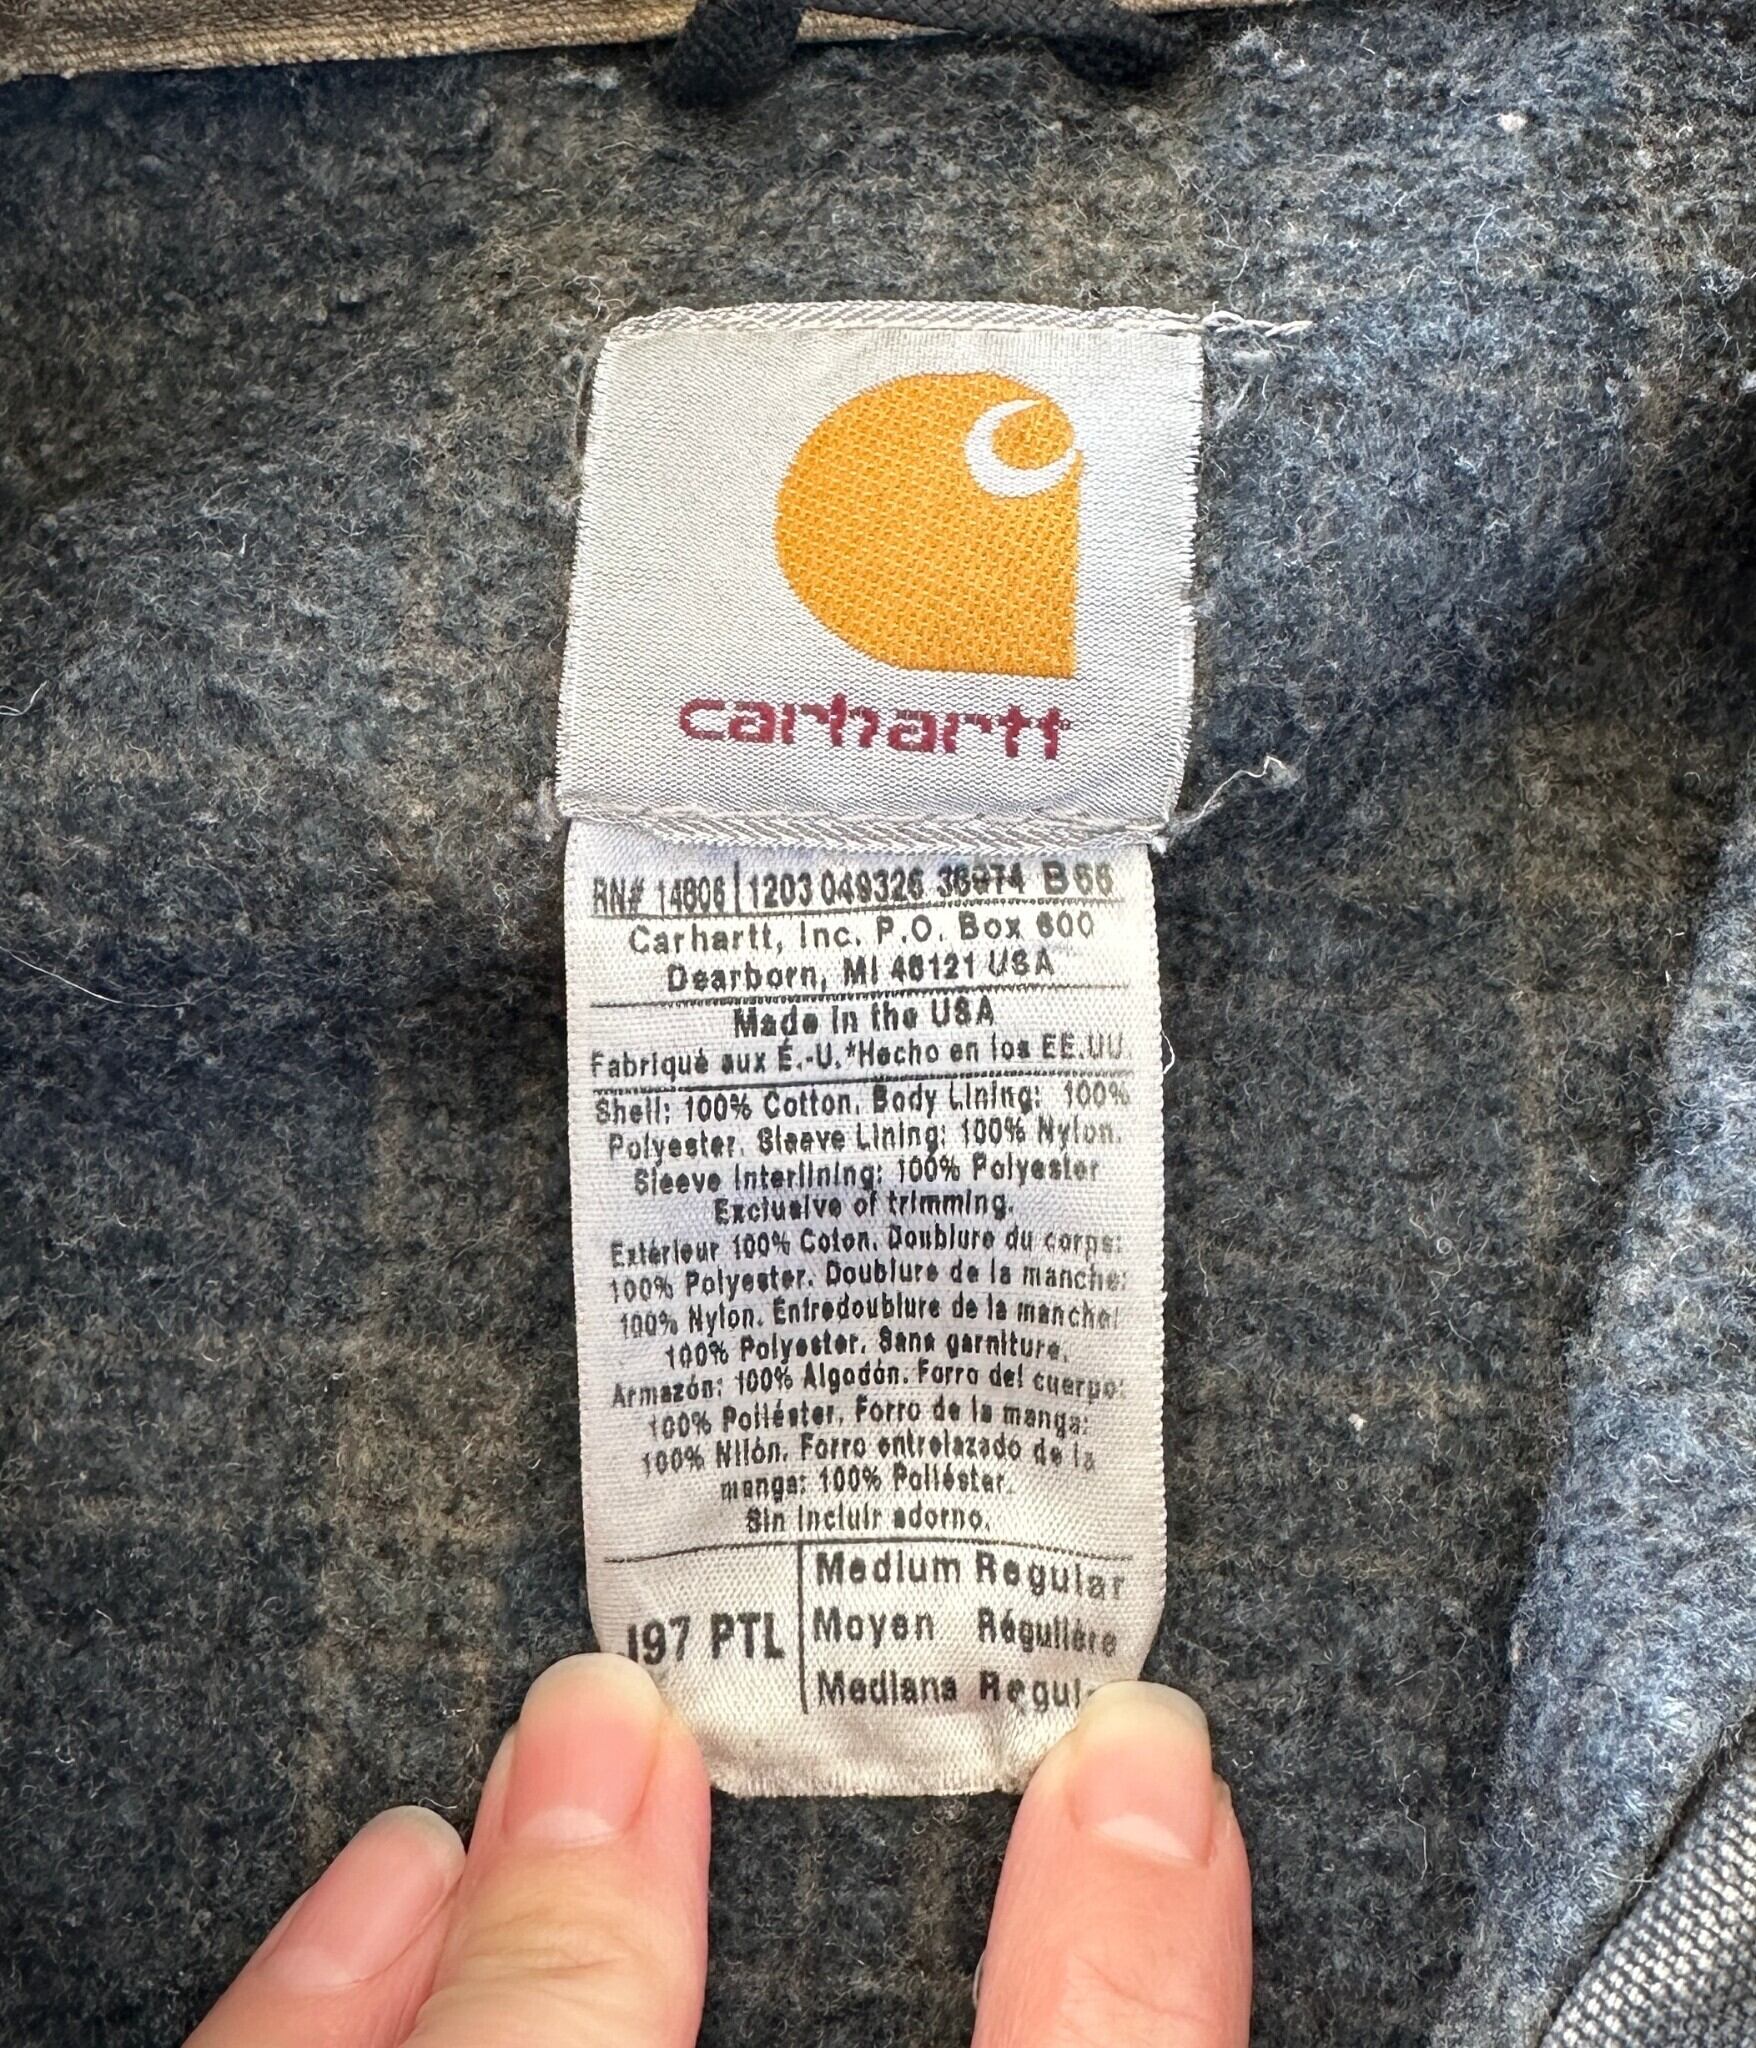 carhartt
RN# 14806 1203 049326 36974 B66
Carhartt, Inc. P.O. Box 600
Dearborn, MI 48121 USA
Made in the USA
Fabriqué aux É.-U.*Hecho en los EE.UU.
Shell: 100% Cotton. Body Lining: 100%
Polyester. Sleeve Lining: 100% Nylon.
Sleeve Interlining: 100% Polyester
Exclusive of trimming.
Extérieur 100% Coton. Doublure du corps:
100% Polyester. Doublure de la manche:
100% Nylon. Entredoublure de la manche:
100% Polyester. Sans garniture.
Armazón: 100% Algodón. Forro del cuerpo:
100% Poliéster. Forro de la manga:
100% Nilón. Forro entrelazado de la
manga: 100% Poliéster.
Sin incluir adorno.
Medium Regular
J97 PTL Moyen Régulière
Mediana